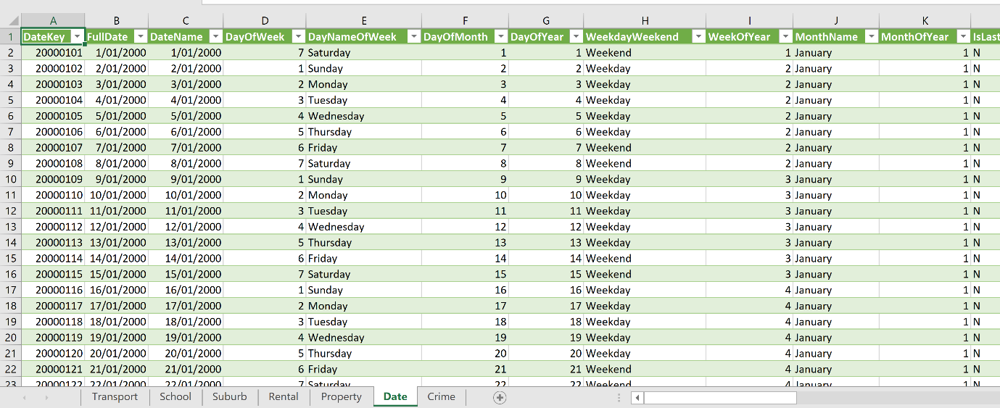 A B C D E F G H I J K
1 DateKey FullDate DateName DayOfWeek DayNameOfWeek DayOfMonth DayOfYear WeekdayWeekend WeekOfYear MonthName MonthOfYear IsLast
2 20000101 1/01/2000 1/01/2000 7 Saturday 1 1 Weekend 1 January 1 N
3 20000102 2/01/2000 2/01/2000 1 Sunday 2 2 Weekday 2 January 1 N
4 20000103 3/01/2000 3/01/2000 2 Monday 3 3 Weekday 2 January 1 N
5 20000104 4/01/2000 4/01/2000 3 Tuesday 4 4 Weekday 2 January 1 N
6 20000105 5/01/2000 5/01/2000 4 Wednesday 5 5 Weekday 2 January 1 N
7 20000106 6/01/2000 6/01/2000 5 Thursday 6 6 Weekday 2 January 1 N
8 20000107 7/01/2000 7/01/2000 6 Friday 7 7 Weekend 2 January 1 N
9 20000108 8/01/2000 8/01/2000 7 Saturday 8 8 Weekend 2 January 1 N
10 20000109 9/01/2000 9/01/2000 1 Sunday 9 9 Weekday 3 January 1 N
11 20000110 10/01/2000 10/01/2000 2 Monday 10 10 Weekday 3 January 1 N
12 20000111 11/01/2000 11/01/2000 3 Tuesday 11 11 Weekday 3 January 1 N
13 20000112 12/01/2000 12/01/2000 4 Wednesday 12 12 Weekday 3 January 1 N
14 20000113 13/01/2000 13/01/2000 5 Thursday 13 13 Weekday 3 January 1 N
15 20000114 14/01/2000 14/01/2000 6 Friday 14 14 Weekend 3 January 1 N
16 20000115 15/01/2000 15/01/2000 7 Saturday 15 15 Weekend 3 January 1 N
17 20000116 16/01/2000 16/01/2000 1 Sunday 16 16 Weekday 4 January 1 N
18 20000117 17/01/2000 17/01/2000 2 Monday 17 17 Weekday 4 January 1 N
19 20000118 18/01/2000 18/01/2000 3 Tuesday 18 18 Weekday 4 January 1 N
20 20000119 19/01/2000 19/01/2000 4 Wednesday 19 19 Weekday 4 January 1 N
21 20000120 20/01/2000 20/01/2000 5 Thursday 20 20 Weekday 4 January 1 N
22 20000121 21/01/2000 21/01/2000 6 Friday 21 21 Weekend 4 January 1 N
23 20000122 22/01/2000 22/01/2000 7 Saturday 22 22 Weekend 4 January 1 N
Transport School Suburb Rental Property Date Crime